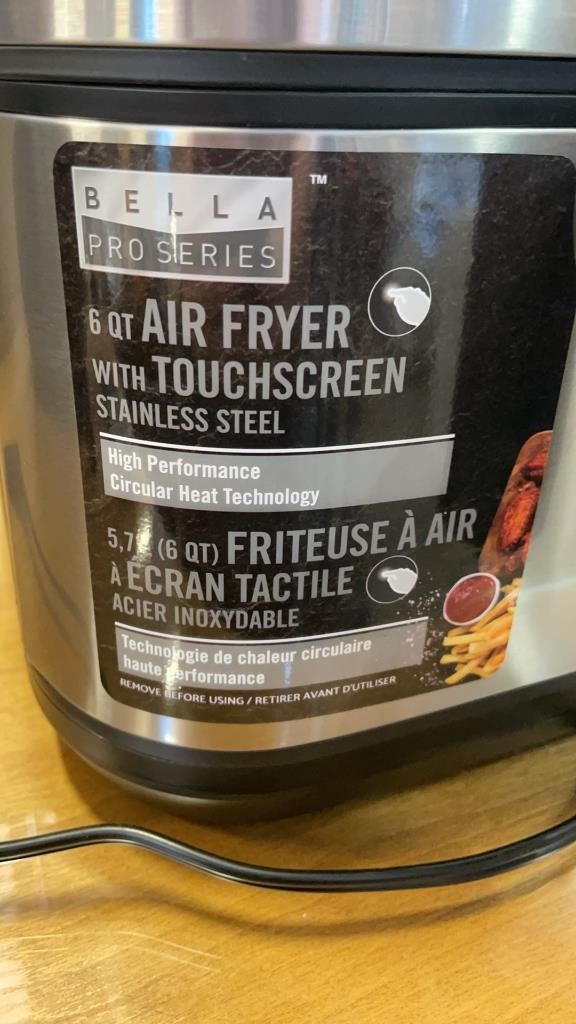 BELLA
PRO SERIES
™
6 QT AIR FRYER
WITH TOUCHSCREEN
STAINLESS STEEL
High Performance
Circular Heat Technology
5,7 (6 QT) FRITEUSE À AIR
À ECRAN TACTILE
ACIER INOXYDABLE
Technologie de chaleur circulaire
haute performance
REMOVE BEFORE USING / RETIRER AVANT D'UTILISER